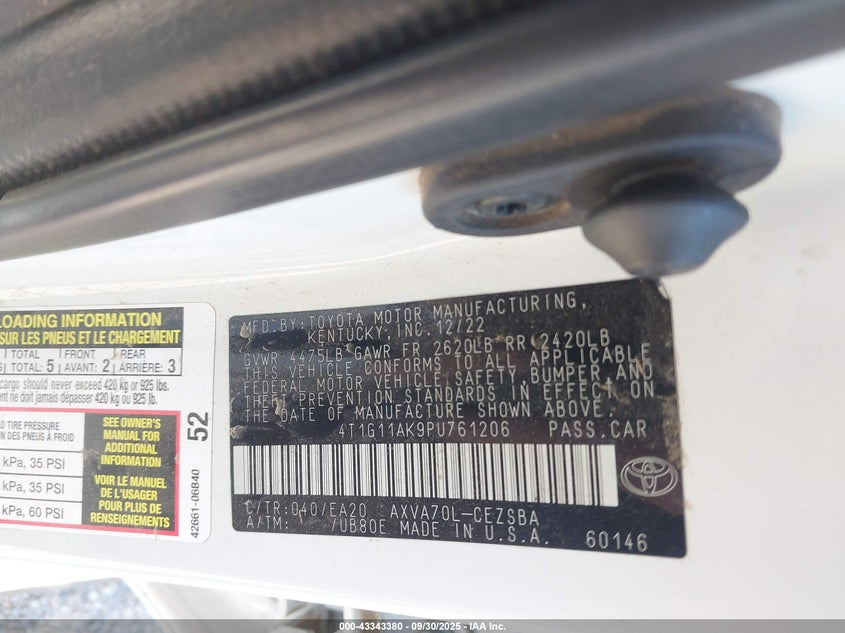 LOADING INFORMATION
SUR LES PNEUS ET LE CHARGEMENT
TOTAL FRONT REAR
TOTAL: 5 AVANT: 2 ARRIÈRE: 3
cargo should never exceed 420 kg or 925 lbs.
ne doit jamais dépasser 420 kg ou 925 lb.
TIRE PRESSURE
DES PNEUS À FROID
kPa, 35 PSI
kPa, 35 PSI
kPa, 60 PSI
SEE OWNER'S
MANUAL FOR
ADDITIONAL
INFORMATION
VOIR LE MANUEL
DE L'USAGER
POUR PLUS DE
RENSEIGNEMENTS
52
42661-06B40
MFD.BY:TOYOTA MOTOR MANUFACTURING,
KENTUCKY, INC.12/22
GVWR 4475LB GAWR FR 2620LB RR 2420LB
THIS VEHICLE CONFORMS TO ALL APPLICABLE
FEDERAL MOTOR VEHICLE SAFETY,BUMPER,AND
THEFT PREVENTION STANDARDS IN EFFECT ON
THE DATE OF MANUFACTURE SHOWN ABOVE.
4T1G11AK9PU761206 PASS.CAR
C/TR:040/EA20 AXVA70L-CEZSBA
A/TM: /UB80E MADE IN U.S.A.
60146
000-43343380 - 09/30/2025 - IAA Inc.